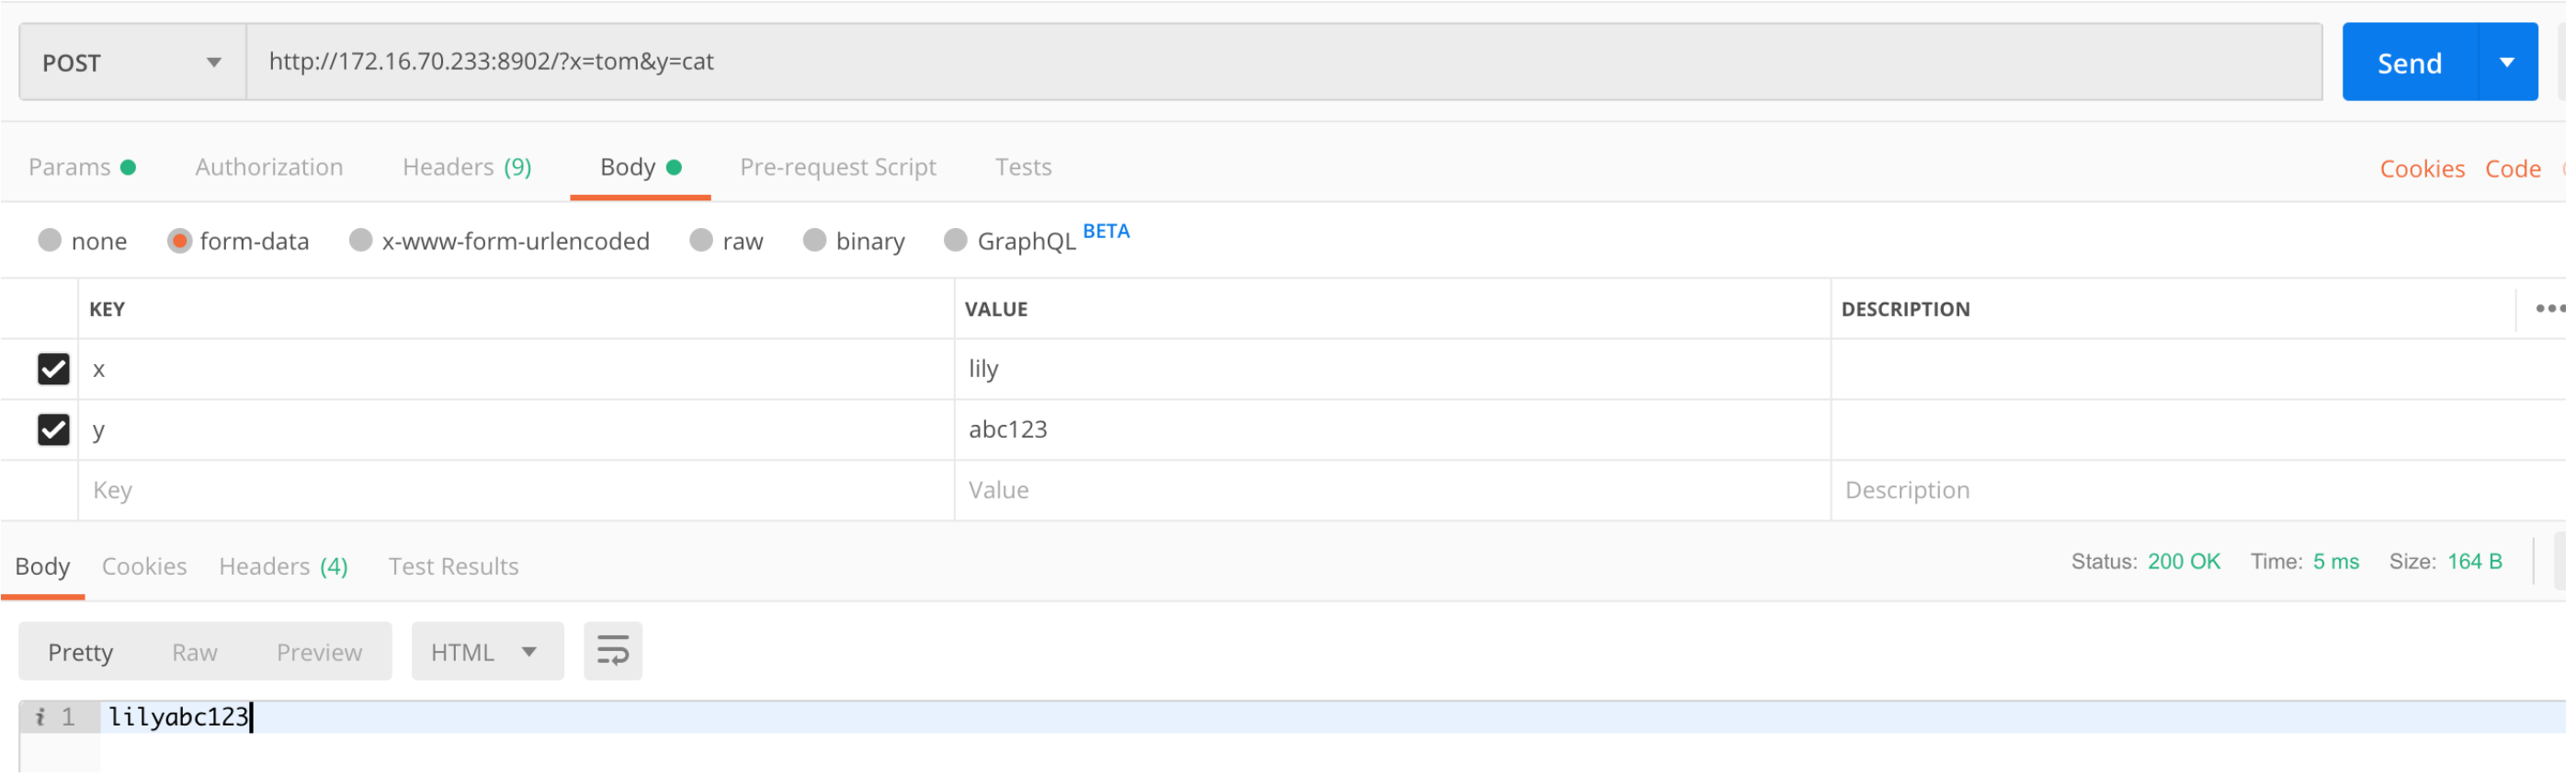 POST http://172.16.70.233:8902/?x=tom&y=cat Send
Params Authorization Headers (9) Body Pre-request Script Tests Cookies Code
none form-data x-www-form-urlencoded raw binary GraphQL BETA
KEY VALUE DESCRIPTION
x lily
y abc123
Key Value Description
Body Cookies Headers (4) Test Results Status: 200 OK Time: 5 ms Size: 164 B
Pretty Raw Preview HTML
i 1 lilyabc123